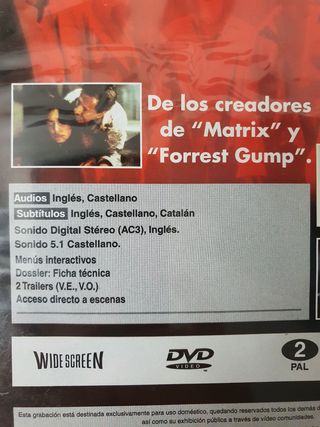 De los creadores
de “Matrix” y
“Forrest Gump”.
Audios Inglés, Castellano
Subtítulos Inglés, Castellano, Catalán
Sonido Digital Stéreo (AC3), Inglés.
Sonido 5.1 Castellano.
Menús interactivos
Dossier: Ficha técnica
2 Trailers (V.E., V.O.)
Acceso directo a escenas
WIDESCREEN
DVD
VIDEO
2
PAL
Esta grabación está destinada exclusivamente para uso doméstico, quedando reservados todos los demás d
así como su exhibición pública a través de vídeo comunidades.